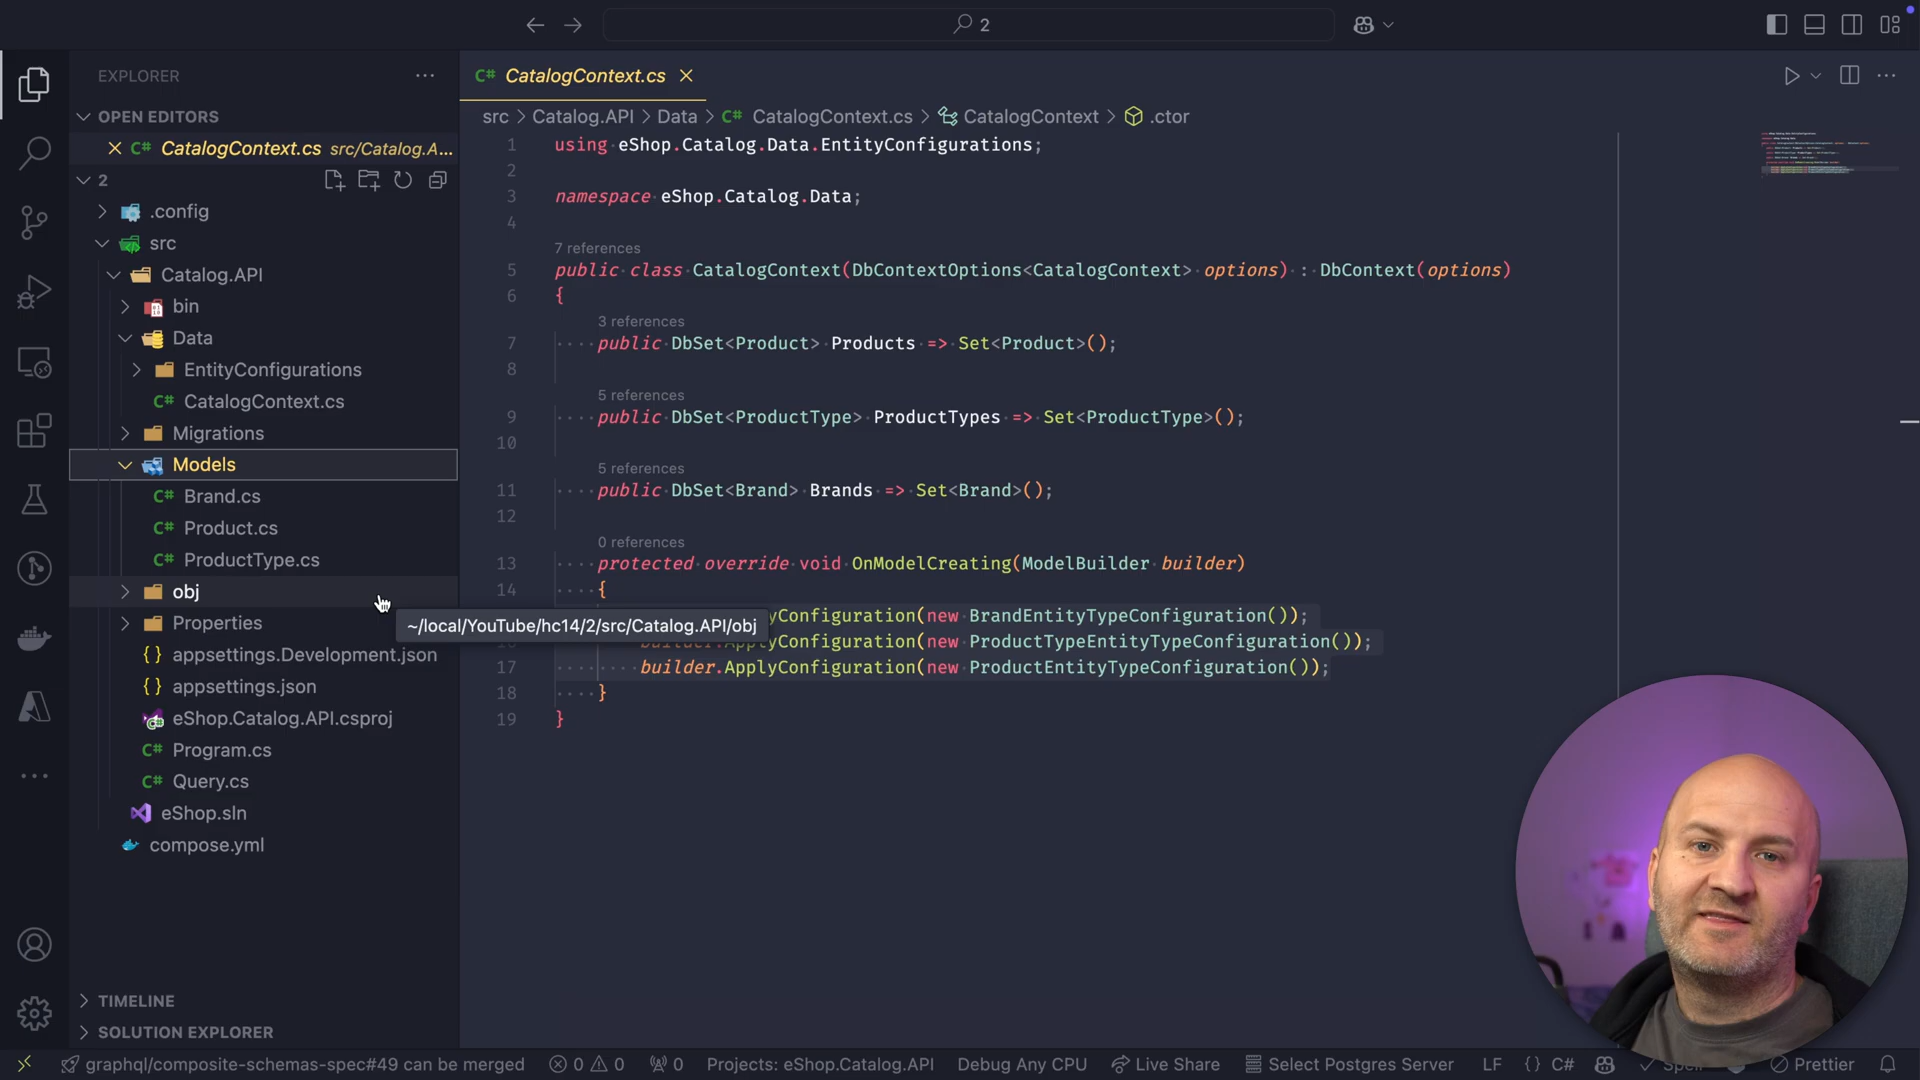 2
EXPLORER
OPEN EDITORS
CatalogContext.cs src/Catalog.A...
2
.config
src
Catalog.API
bin
Data
EntityConfigurations
CatalogContext.cs
Migrations
Models
Brand.cs
Product.cs
ProductType.cs
obj
Properties
appsettings.Development.json
appsettings.json
eShop.Catalog.API.csproj
Program.cs
Query.cs
eShop.sln
compose.yml
TIMELINE
SOLUTION EXPLORER
C# CatalogContext.cs
src > Catalog.API > Data > C# CatalogContext.cs > CatalogContext > .ctor
1 using eShop.Catalog.Data.EntityConfigurations;
2
3 namespace eShop.Catalog.Data;
4
7 references
5 public class CatalogContext(DbContextOptions<CatalogContext> options) : DbContext(options)
6 {
3 references
7 public DbSet<Product> Products => Set<Product>();
8
5 references
9 public DbSet<ProductType> ProductTypes => Set<ProductType>();
10
5 references
11 public DbSet<Brand> Brands => Set<Brand>();
12
0 references
13 protected override void OnModelCreating(ModelBuilder builder)
14 {
yConfiguration(new BrandEntityTypeConfiguration());
~/local/YouTube/hc14/2/src/Catalog.API/obj
yConfiguration(new ProductTypeEntityTypeConfiguration());
17 builder.ApplyConfiguration(new ProductEntityTypeConfiguration());
18 }
19 }
graphql/composite-schemas-spec#49 can be merged 0 0 0 Projects: eShop.Catalog.API Debug Any CPU Live Share Select Postgres Server LF {} C# Spell Prettier